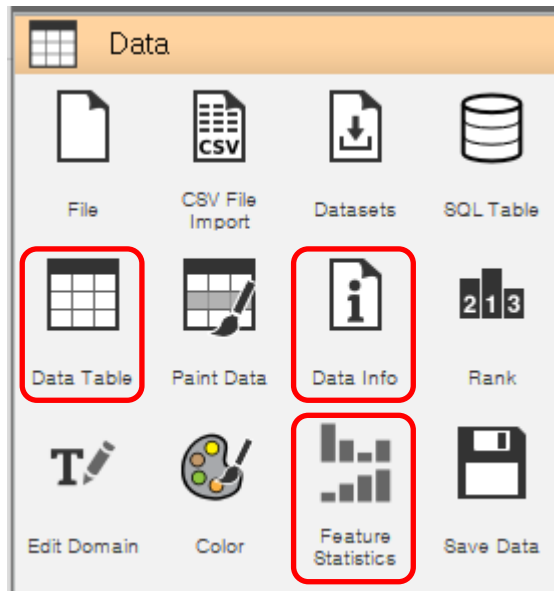 Data
CSV
File
CSV File
Import
Datasets
SQL Table
2 1 3
Data Table
Paint Data
Data Info
Rank
T
Edit Domain
Color
Feature
Statistics
Save Data